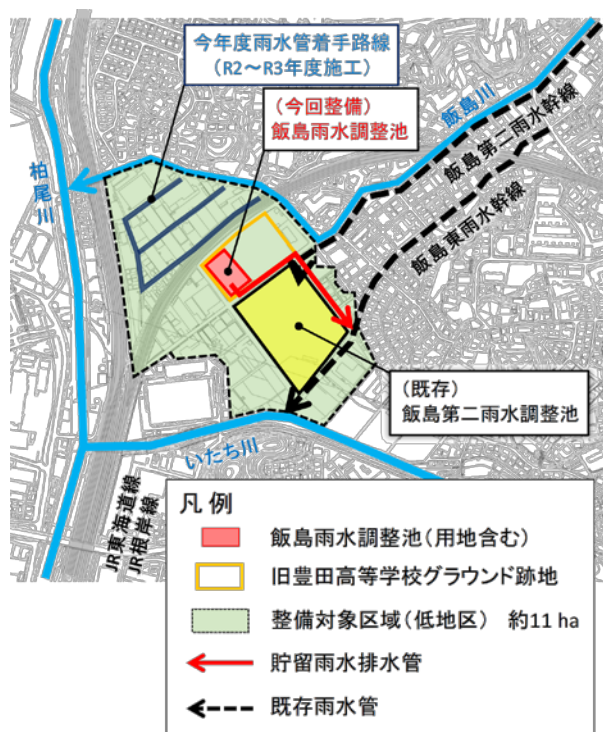 今年度雨水管着手路線
（R2～R3年度施工）
（今回整備）
飯島雨水調整池
飯島川
飯島第二雨水幹線
飯島東雨水幹線
柏尾川
（既存）
飯島第二雨水調整池
いたち川
JR東海道線
JR根岸線
凡例
飯島雨水調整池（用地含む）
旧豊田高等学校グラウンド跡地
整備対象区域（低地区） 約11 ha
貯留雨水排水管
既存雨水管